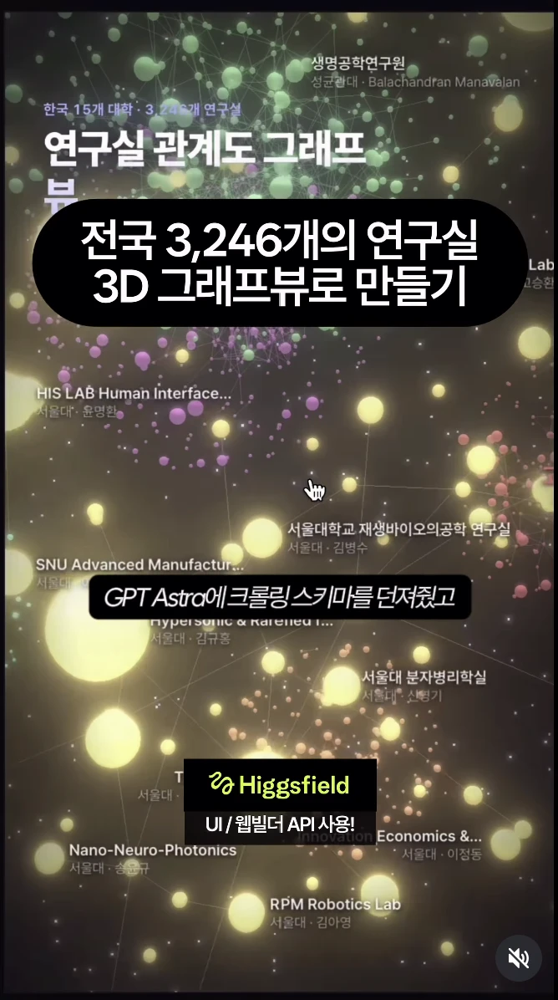 생명공학연구원
성균관대 · Balachandran Manavalan
한국 15개 대학 · 3,246개 연구실
연구실 관계도 그래프
뷰
전국 3,246개의 연구실
3D 그래프뷰로 만들기
Lab
고승환
HIS LAB Human Interface...
서울대 · 윤명환
서울대학교 재생바이오의공학 연구실
서울대 · 김병수
SNU Advanced Manufactur...
서울대 ·
GPT Astra에 크롤링 스키마를 던져줬고
Hypersonic & Rarefied
서울대 · 김규홍
서울대 분자병리학실
서울대 · 신명기
T
서울대 ·
Higgsfield
UI / 웹빌더 API 사용!
Innovation Economics &...
서울대 · 이정동
Nano-Neuro-Photonics
서울대 · 송윤규
RPM Robotics Lab
서울대 · 김아영